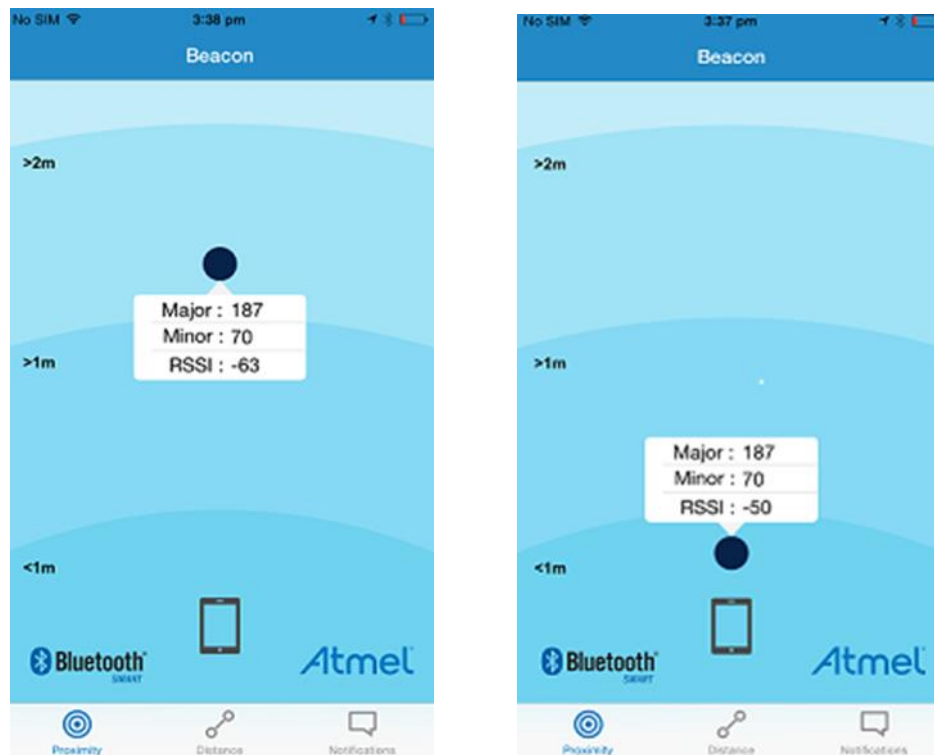 No SIM 3:38 pm
Beacon
>2m
Major : 187
Minor : 70
RSSI : -63
>1m
<1m
Bluetooth®
SMART
Atmel
Proximity Distance Notifications
No SIM 3:37 pm
Beacon
>2m
>1m
Major : 187
Minor : 70
RSSI : -50
<1m
Bluetooth®
SMART
Atmel
Proximity Distance Notifications